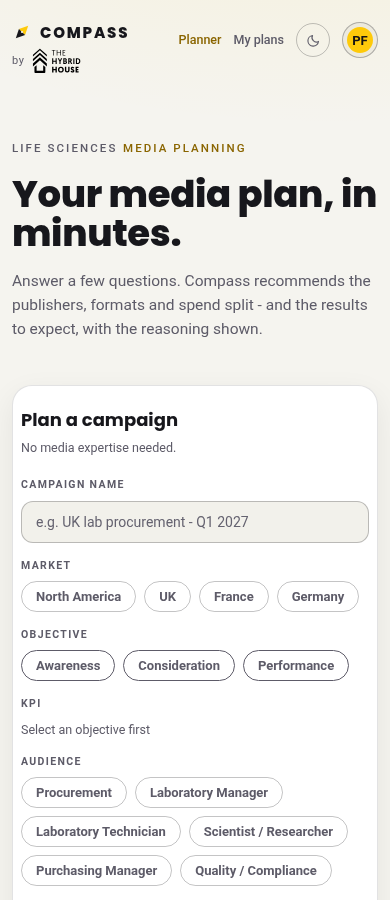 COMPASS
by THE HYBRID HOUSE
Planner My plans PF
LIFE SCIENCES MEDIA PLANNING
Your media plan, in
minutes.
Answer a few questions. Compass recommends the
publishers, formats and spend split - and the results
to expect, with the reasoning shown.
Plan a campaign
No media expertise needed.
CAMPAIGN NAME
e.g. UK lab procurement - Q1 2027
MARKET
North America UK France Germany
OBJECTIVE
Awareness Consideration Performance
KPI
Select an objective first
AUDIENCE
Procurement Laboratory Manager
Laboratory Technician Scientist / Researcher
Purchasing Manager Quality / Compliance